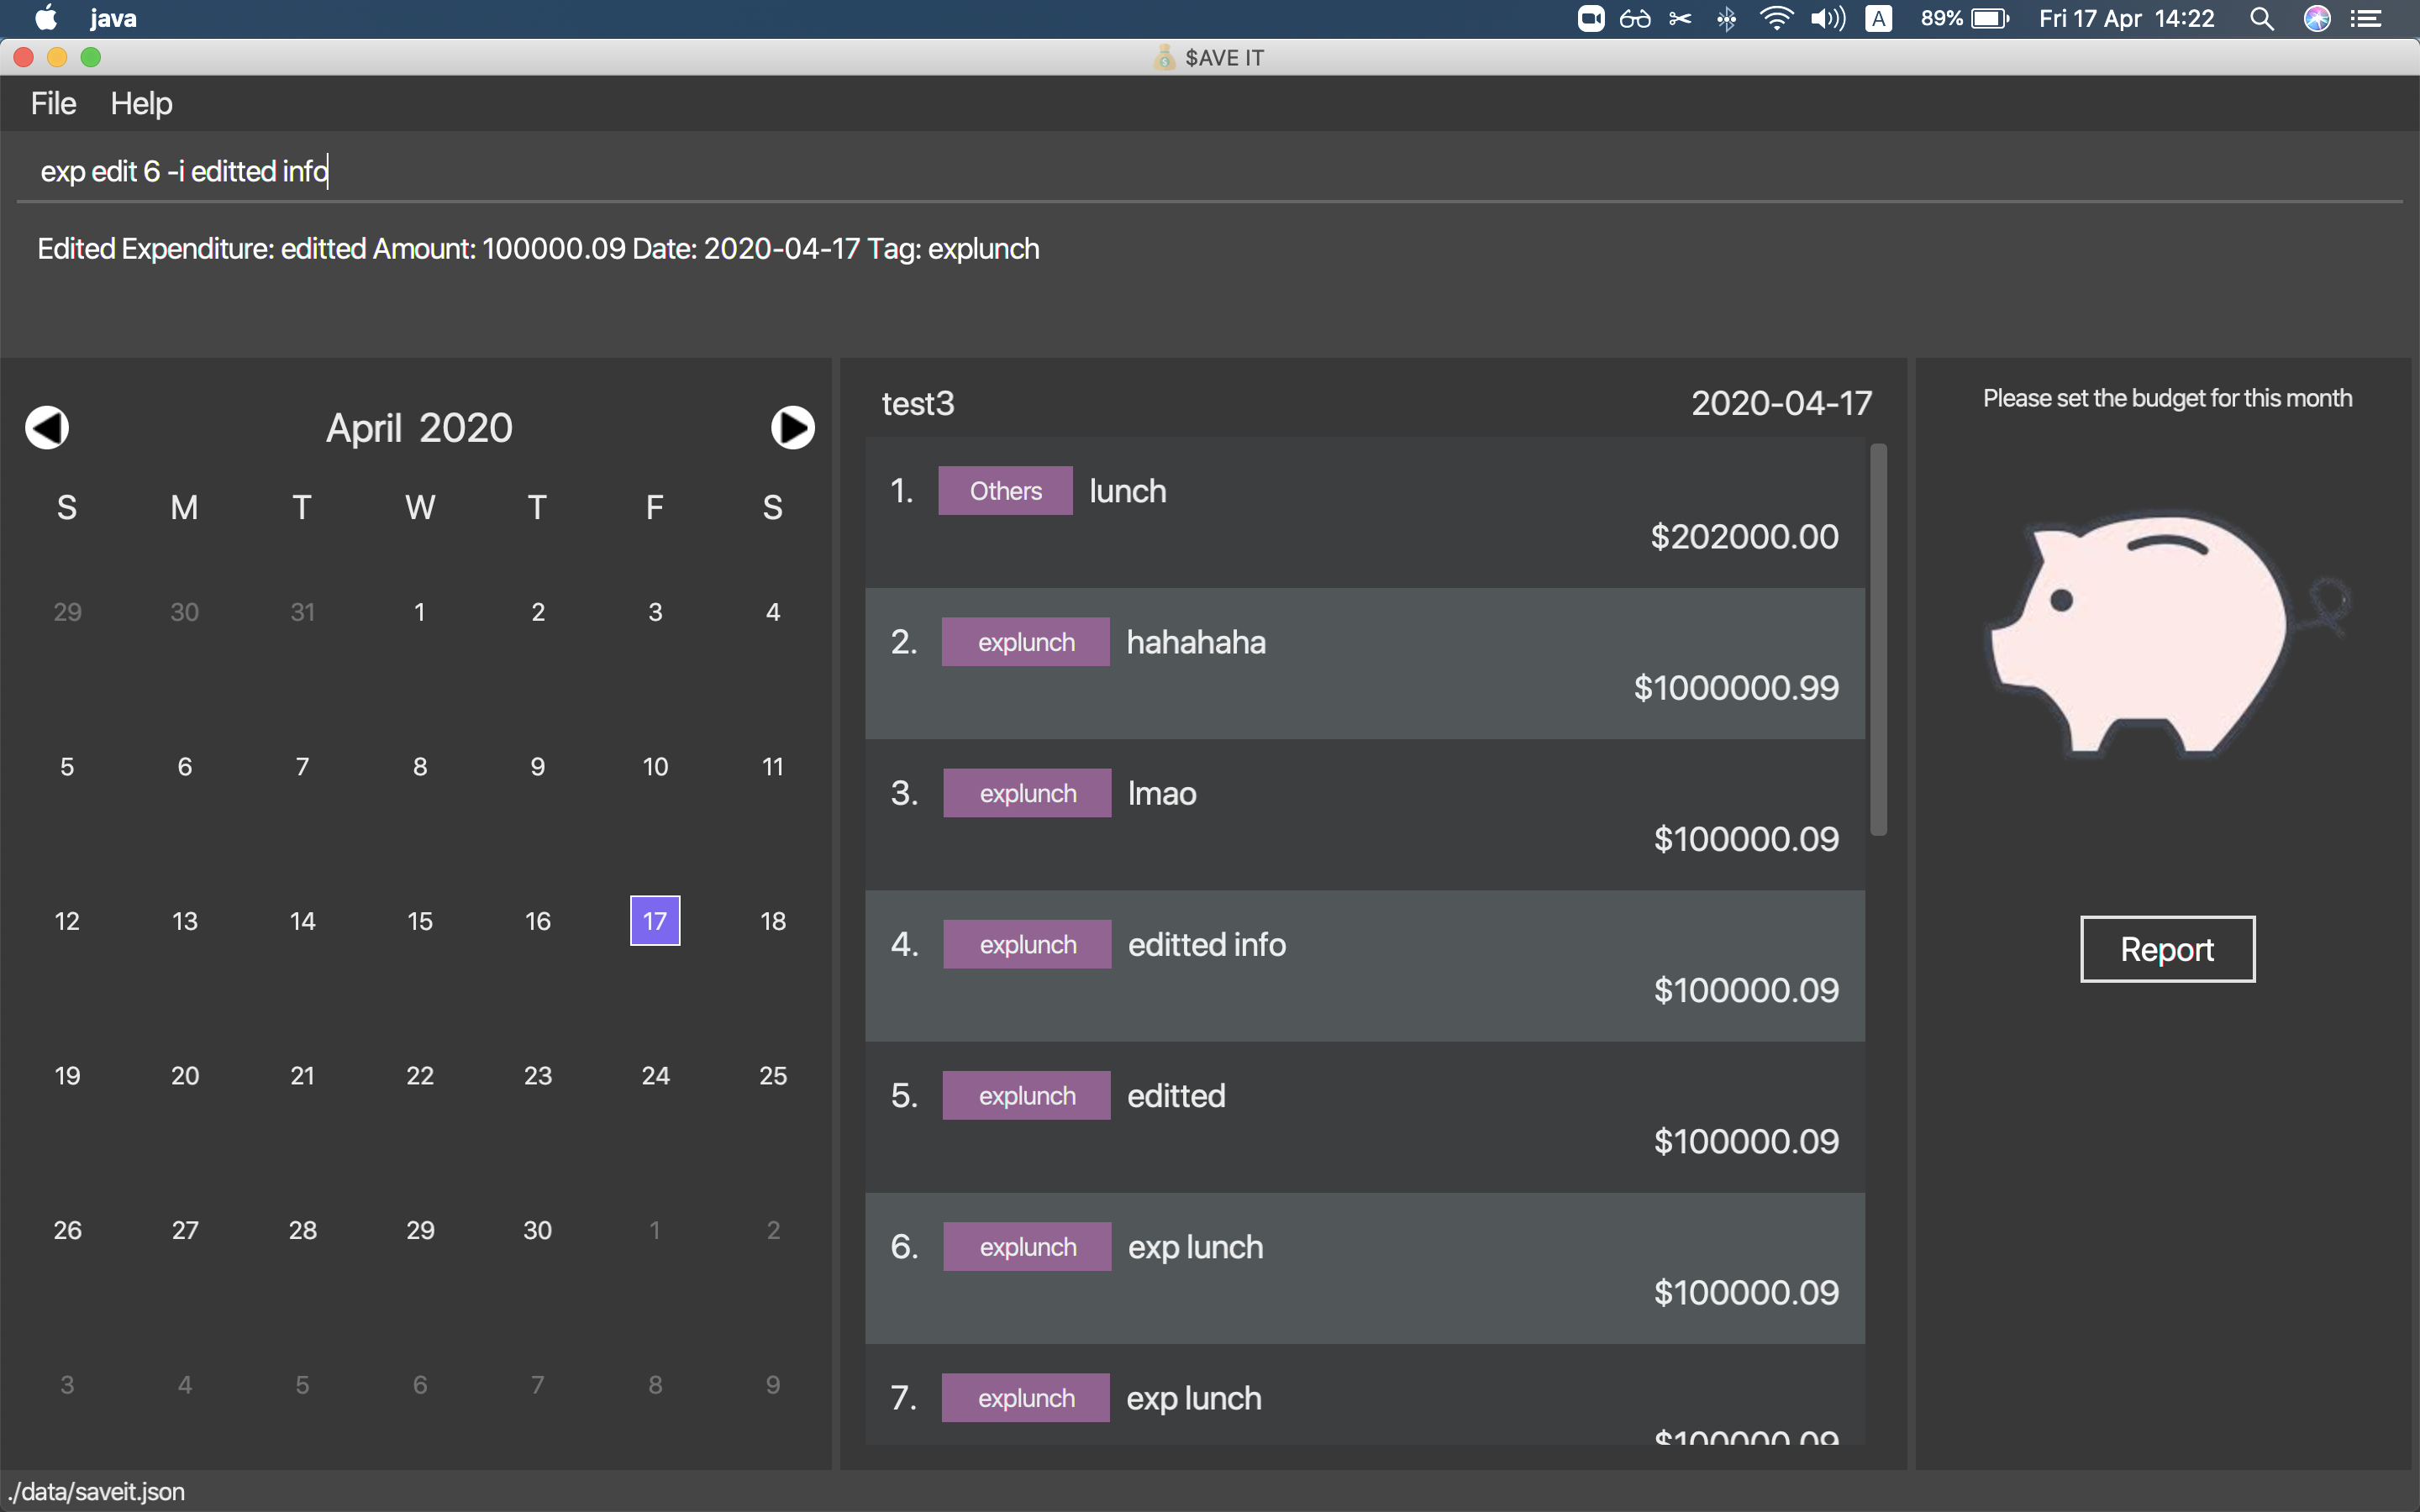 java
A
89%
Fri 17 Apr 14:22
$AVE IT
File Help
exp edit 6 -i editted info
Edited Expenditure: editted Amount: 100000.09 Date: 2020-04-17 Tag: explunch
April 2020
S M T W T F S
29 30 31 1 2 3 4
5 6 7 8 9 10 11
12 13 14 15 16 17 18
19 20 21 22 23 24 25
26 27 28 29 30 1 2
3 4 5 6 7 8 9
test3 2020-04-17
1. Others lunch
$202000.00
2. explunch hahahaha
$1000000.99
3. explunch lmao
$100000.09
4. explunch editted info
$100000.09
5. explunch editted
$100000.09
6. explunch exp lunch
$100000.09
7. explunch exp lunch
$100000.09
Please set the budget for this month
Report
./data/saveit.json